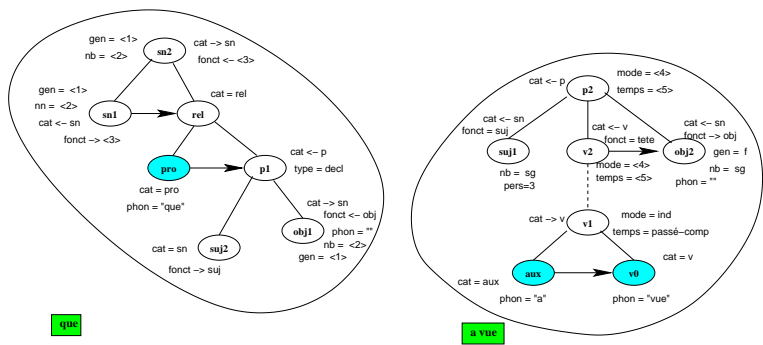 gen = <1>
nb = <2>
sn2
cat -> sn
fonct <- <3>
gen = <1>
nn = <2>
cat <- sn
fonct -> <3>
sn1
rel
cat = rel
pro
cat = pro
phon = "que"
p1
cat <- p
type = decl
suj2
cat = sn
fonct -> suj
obj1
cat -> sn
fonct <- obj
phon = ""
nb = <2>
gen = <1>
que
cat <- p
p2
mode = <4>
temps = <5>
cat <- sn
fonct = suj
suj1
nb = sg
pers=3
cat <- v
fonct = tete
v2
mode = <4>
temps = <5>
cat <- sn
fonct -> obj
obj2
gen = f
nb = sg
phon = ""
cat -> v
v1
mode = ind
temps = passé-comp
cat = aux
aux
phon = "a"
v0
cat = v
phon = "vue"
a vue